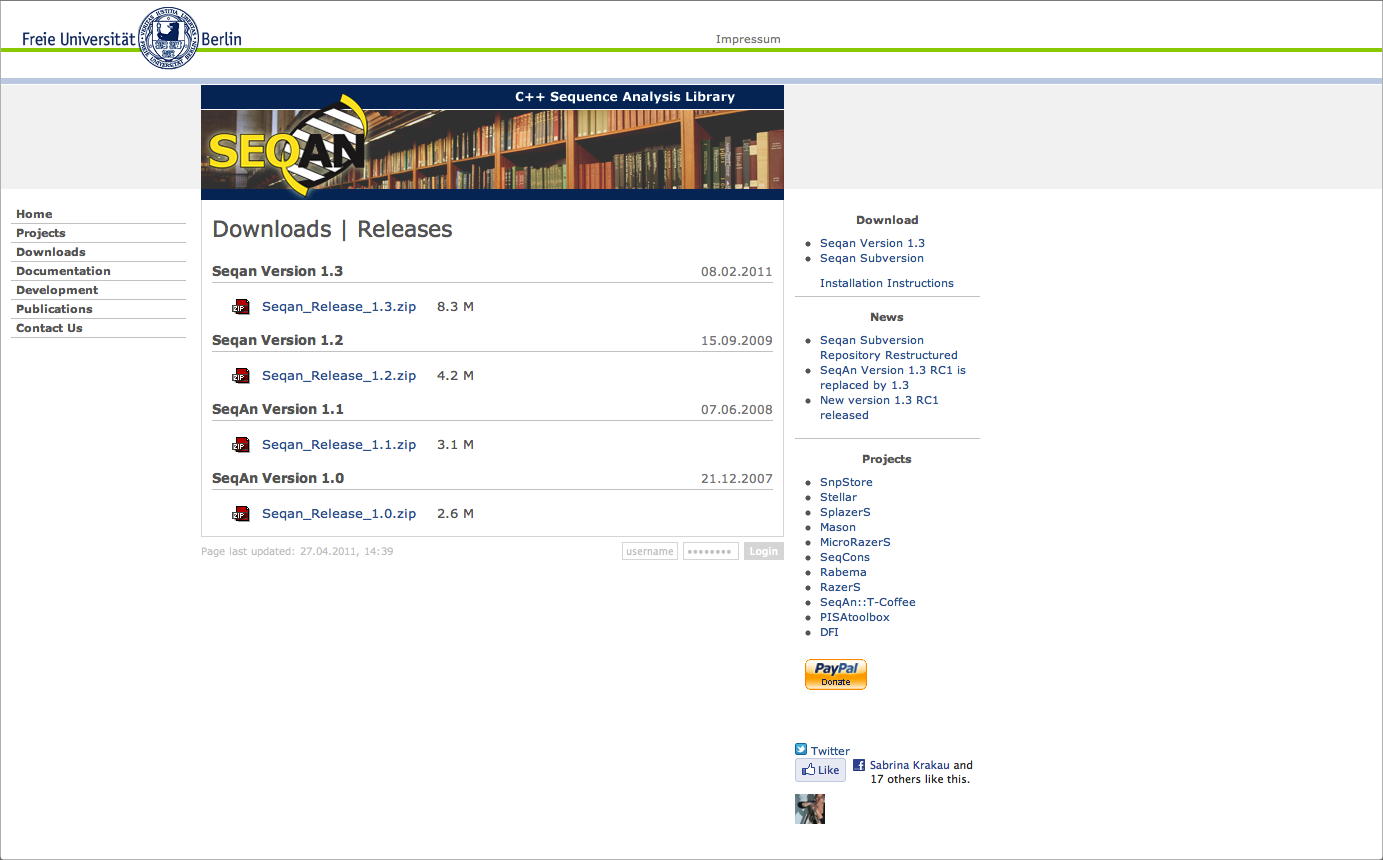 Freie Universität Berlin
Impressum
C++ Sequence Analysis Library
SEQAN
Home
Projects
Downloads
Documentation
Development
Publications
Contact Us
Downloads | Releases
Seqan Version 1.3 08.02.2011
ZIP Seqan_Release_1.3.zip 8.3 M
Seqan Version 1.2 15.09.2009
ZIP Seqan_Release_1.2.zip 4.2 M
SeqAn Version 1.1 07.06.2008
ZIP Seqan_Release_1.1.zip 3.1 M
SeqAn Version 1.0 21.12.2007
ZIP Seqan_Release_1.0.zip 2.6 M
Page last updated: 27.04.2011, 14:39
username
Login
Download
Seqan Version 1.3
Seqan Subversion
Installation Instructions
News
Seqan Subversion
Repository Restructured
SeqAn Version 1.3 RC1 is
replaced by 1.3
New version 1.3 RC1
released
Projects
SnpStore
Stellar
SplazerS
Mason
MicroRazerS
SeqCons
Rabema
RazerS
SeqAn::T-Coffee
PISAtoolbox
DFI
PayPal
Donate
Twitter
Like
Sabrina Krakau and
17 others like this.